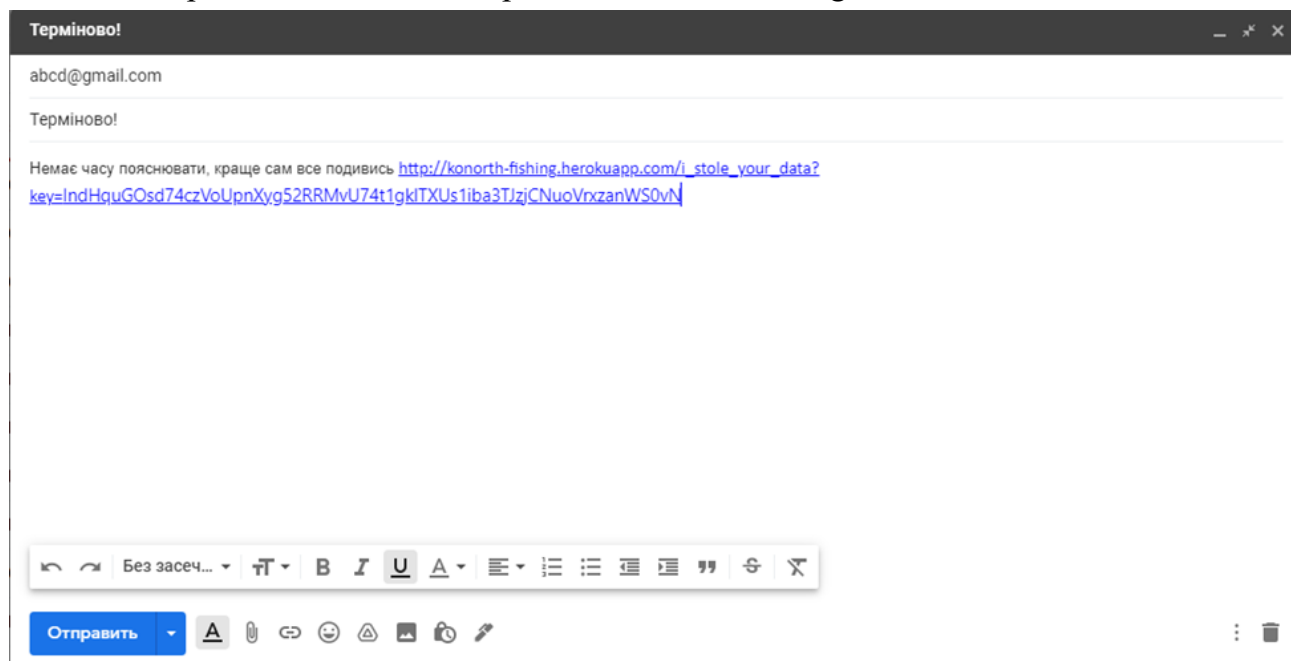 Терміново!
abcd@gmail.com
Терміново!
Немає часу пояснювати, краще сам все подивись http://konorth-fishing.herokuapp.com/i_stole_your_data?
key=IndHquGOsd74czVoUpnXyg52RRMvU74t1gkITXUs1iba3TJzjCNuoVrxzanWS0vN
Без засеч...
Отправить